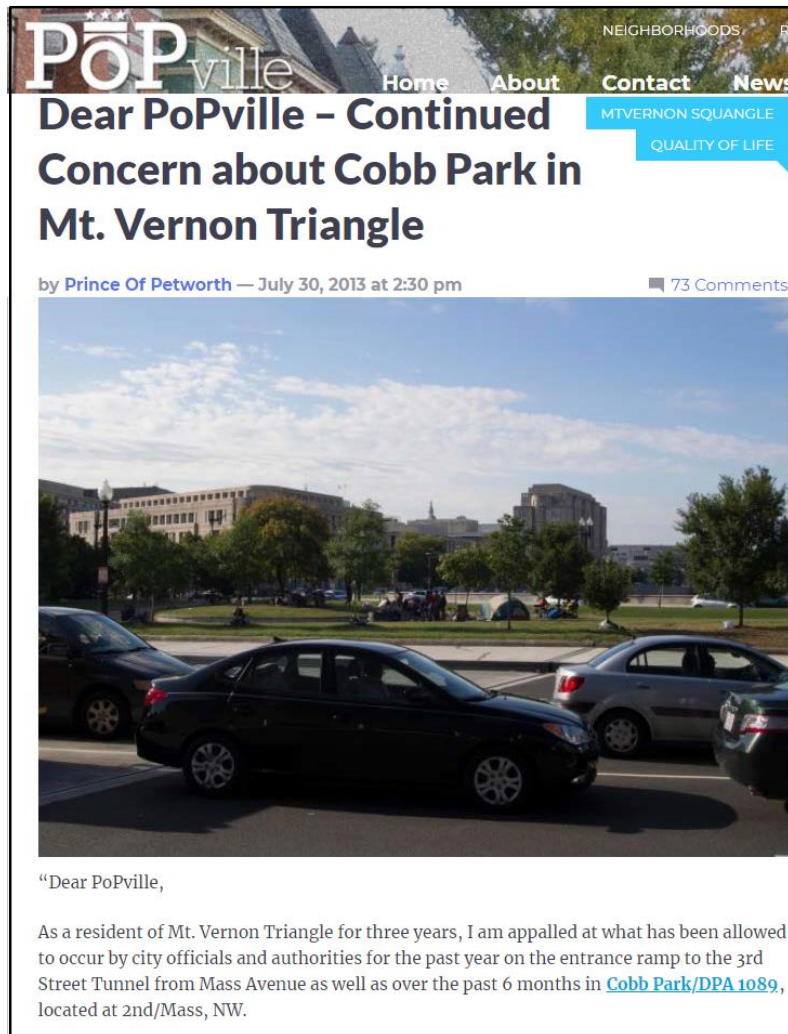 PoPville
NEIGHBORHOODS
Home About Contact News
Dear PoPville – Continued
Concern about Cobb Park in
Mt. Vernon Triangle
MTVERNON SQUANGLE
QUALITY OF LIFE
by Prince Of Petworth — July 30, 2013 at 2:30 pm
73 Comments
“Dear PoPville,
As a resident of Mt. Vernon Triangle for three years, I am appalled at what has been allowed
to occur by city officials and authorities for the past year on the entrance ramp to the 3rd
Street Tunnel from Mass Avenue as well as over the past 6 months in Cobb Park/DPA 1089,
located at 2nd/Mass, NW.